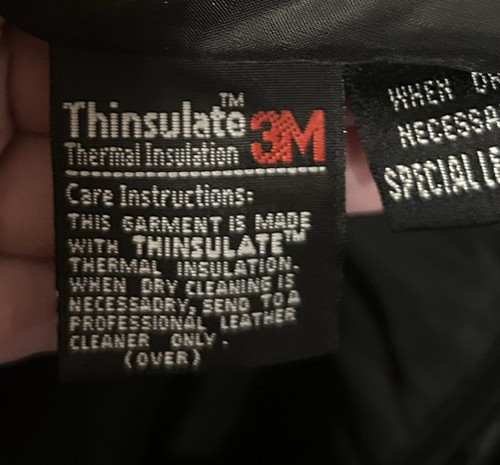 Thinsulate™ 3M
Thermal Insulation
Care Instructions:
THIS GARMENT IS MADE
WITH THINSULATE™
THERMAL INSULATION.
WHEN DRY CLEANING IS
NECESSADRY, SEND TO A
PROFESSIONAL LEATHER
CLEANER ONLY.
(OVER)
WHEN
NECESSA
SPECIALI